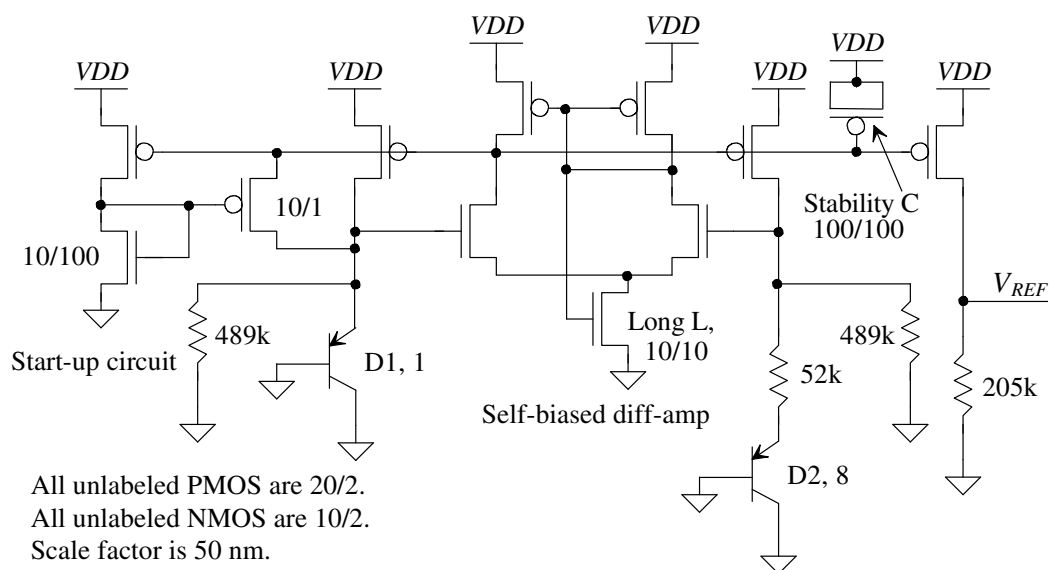 VDD
VDD
VDD
VDD
VDD
VDD
VDD
10/1
10/100
Stability C
100/100
VREF
Start-up circuit
489k
D1, 1
Long L,
10/10
Self-biased diff-amp
489k
52k
205k
D2, 8
All unlabeled PMOS are 20/2.
All unlabeled NMOS are 10/2.
Scale factor is 50 nm.